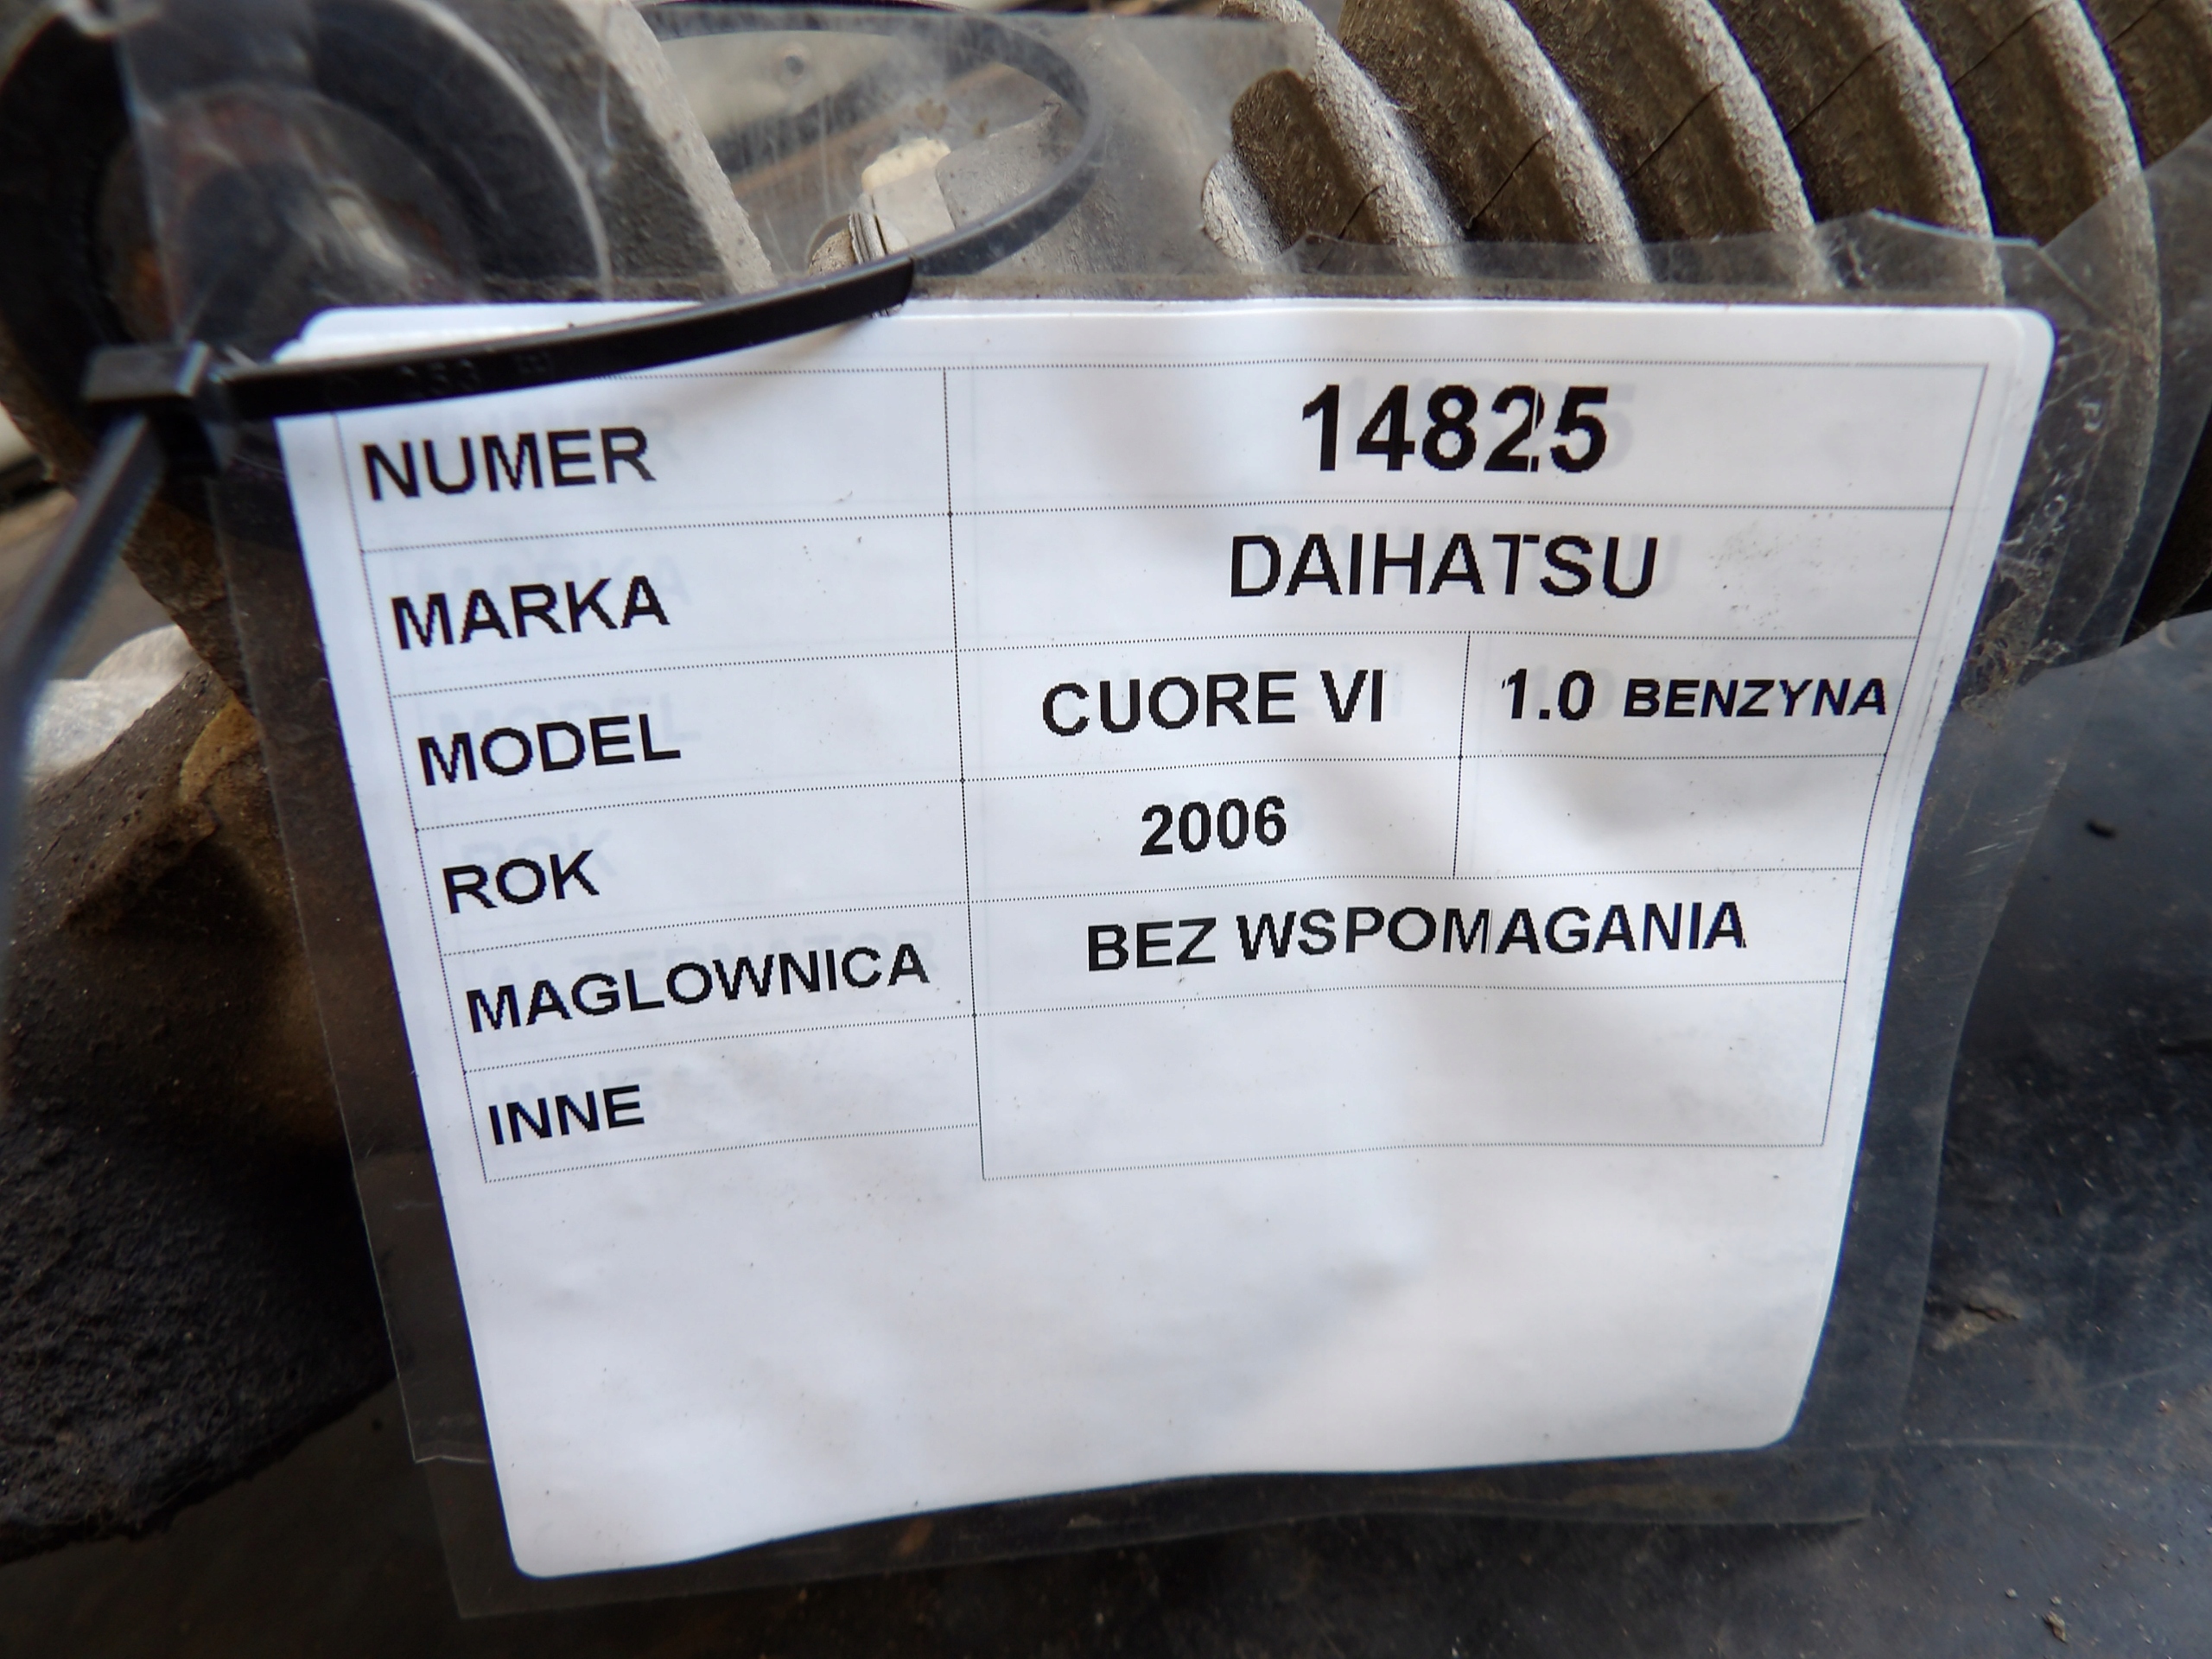 NUMER 14825
MARKA DAIHATSU
MODEL CUORE VI 1.0 BENZYNA
ROK 2006
MAGLOWNICA BEZ WSPOMAGANIA
INNE